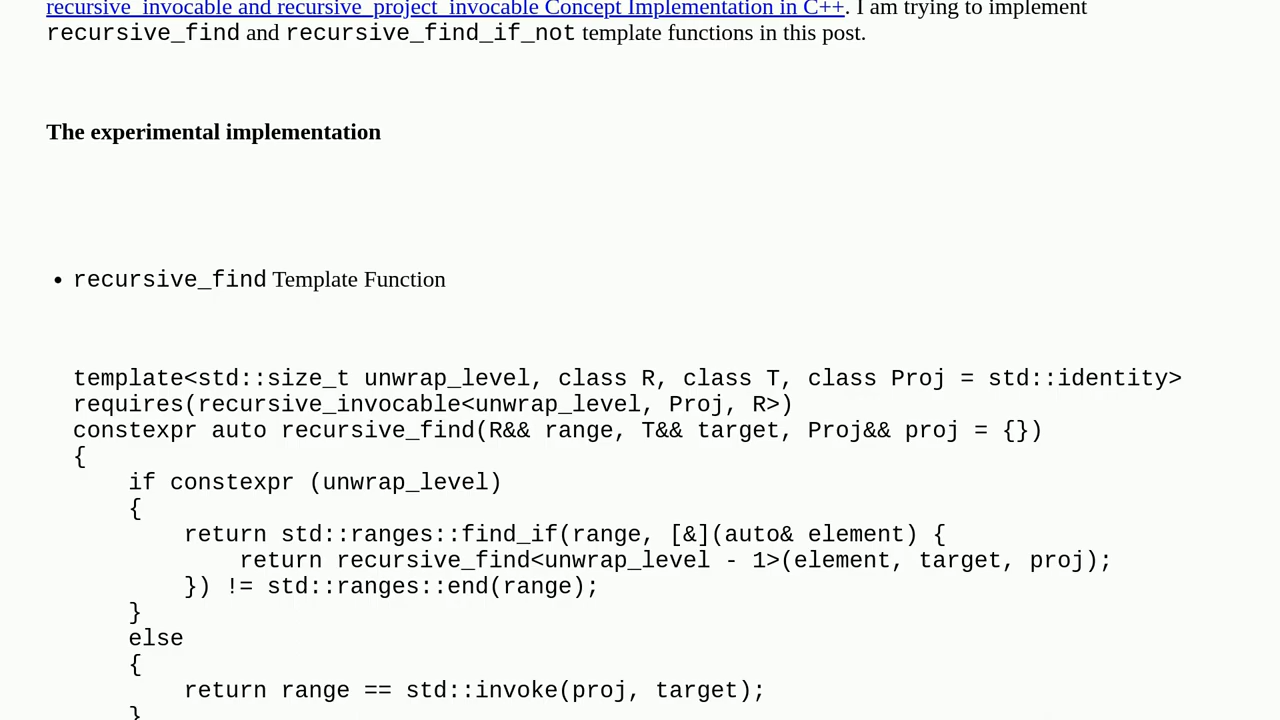 recursive_invocable and recursive_project_invocable Concept Implementation in C++. I am trying to implement
recursive_find and recursive_find_if_not template functions in this post.
The experimental implementation
• recursive_find Template Function
template<std::size_t unwrap_level, class R, class T, class Proj = std::identity>
requires(recursive_invocable<unwrap_level, Proj, R>)
constexpr auto recursive_find(R&& range, T&& target, Proj&& proj = {})
{
    if constexpr (unwrap_level)
    {
        return std::ranges::find_if(range, [&](auto& element) {
            return recursive_find<unwrap_level - 1>(element, target, proj);
        }) != std::ranges::end(range);
    }
    else
    {
        return range == std::invoke(proj, target);
    }